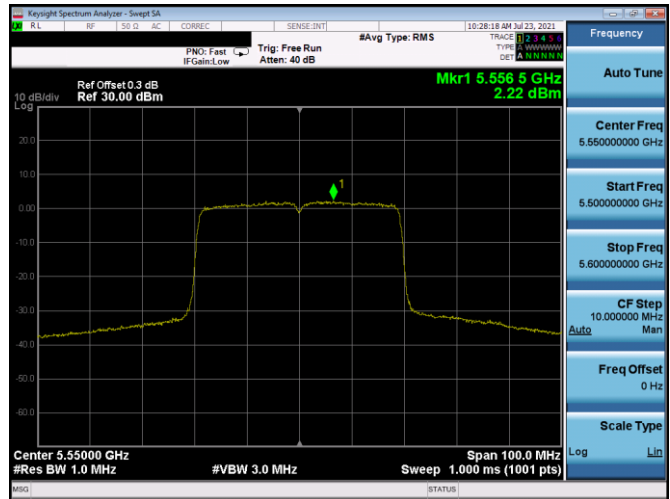 Keysight Spectrum Analyzer - Swept SA
RL RF 50 Ω AC CORREC SENSE:INT 10:28:18 AM Jul 23, 2021
#Avg Type: RMS
TRACE 1 2 3 4 5 6
TYPE A WWWWW
DET A N N N N N
PNO: Fast
IFGain:Low
Trig: Free Run
Atten: 40 dB
Mkr1 5.556 5 GHz
2.22 dBm
Ref Offset 0.3 dB
10 dB/div Ref 30.00 dBm
Log
20.0
10.0
1
0.00
-10.0
-20.0
-30.0
-40.0
-50.0
-60.0
Center 5.55000 GHz
Span 100.0 MHz
#Res BW 1.0 MHz
#VBW 3.0 MHz
Sweep 1.000 ms (1001 pts)
MSG
STATUS
Frequency
Auto Tune
Center Freq
5.550000000 GHz
Start Freq
5.500000000 GHz
Stop Freq
5.600000000 GHz
CF Step
10.000000 MHz
Auto Man
Freq Offset
0 Hz
Scale Type
Log Lin